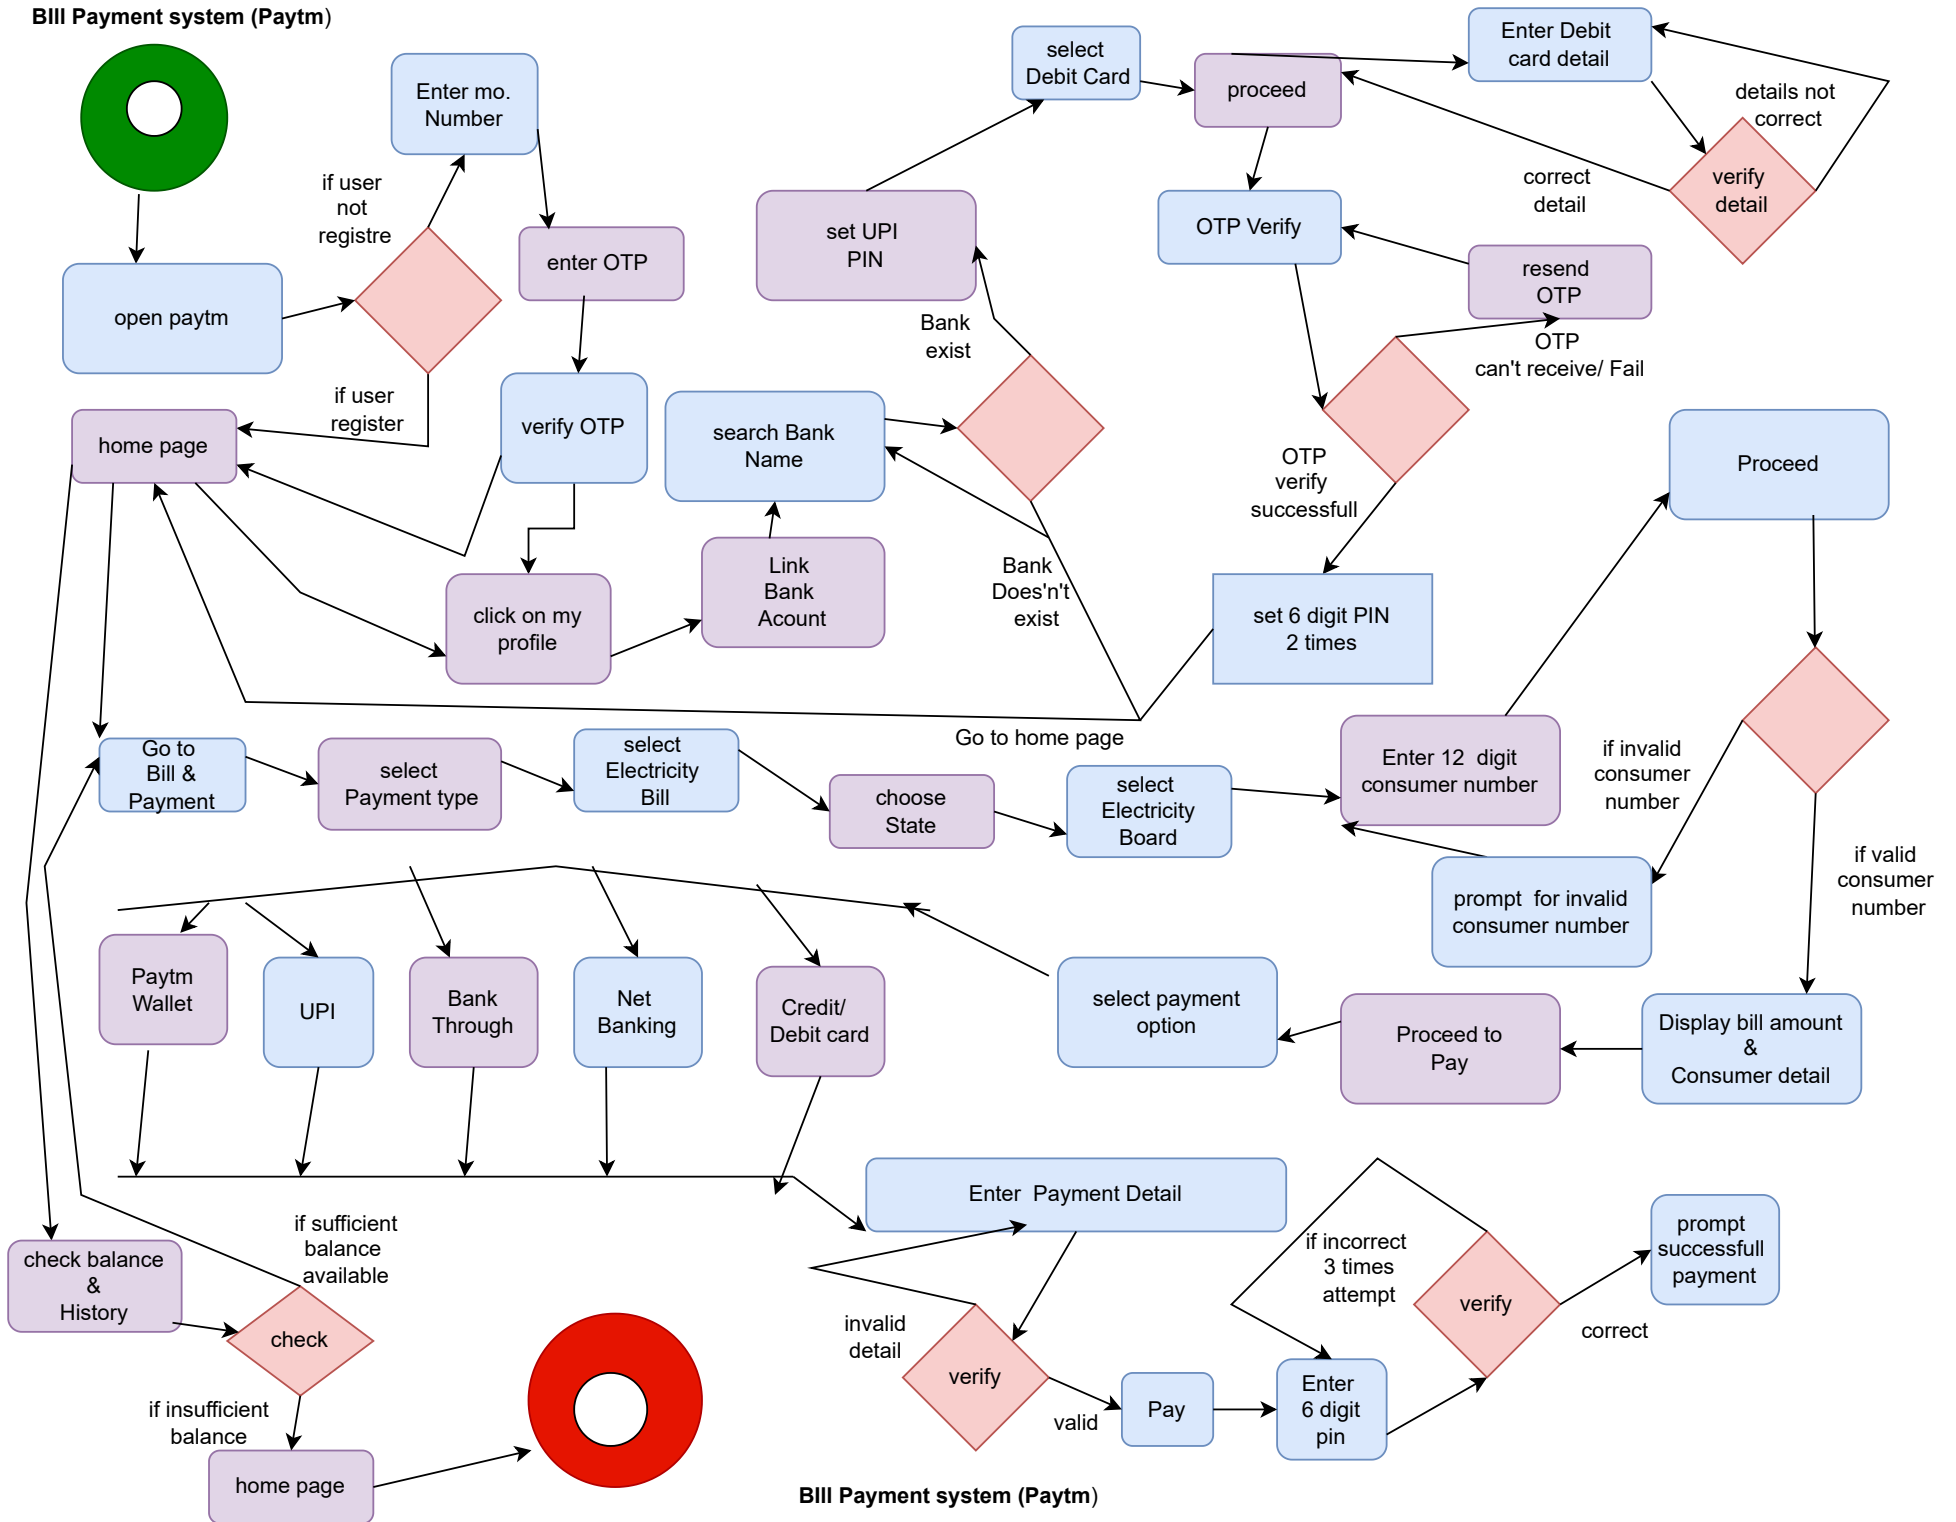 BIll Payment system (Paytm)
Enter mo.
Number
if user
not
registre
open paytm
enter OTP
if user
register
home page
verify OTP
click on my
profile
Link
Bank
Acount
search Bank
Name
Bank
exist
Bank
Does'n't
exist
set UPI
PIN
select
Debit Card
proceed
Enter Debit
card detail
details not
correct
verify
detail
correct
detail
OTP Verify
resend
OTP
OTP
can't receive/ Fail
OTP
verify
successfull
set 6 digit PIN
2 times
Go to home page
Go to
Bill &
Payment
select
Payment type
select
Electricity
Bill
choose
State
select
Electricity
Board
Enter 12  digit
consumer number
Proceed
if invalid
consumer
number
prompt  for invalid
consumer number
if valid
consumer
number
Display bill amount
&
Consumer detail
Proceed to
Pay
select payment
option
Paytm
Wallet
UPI
Bank
Through
Net
Banking
Credit/
Debit card
Enter  Payment Detail
invalid
detail
verify
valid
Pay
Enter
6 digit
pin
if incorrect
3 times
attempt
verify
correct
prompt
successfull
payment
check balance
&
History
if sufficient
balance
available
check
if insufficient
balance
home page
BIll Payment system (Paytm)